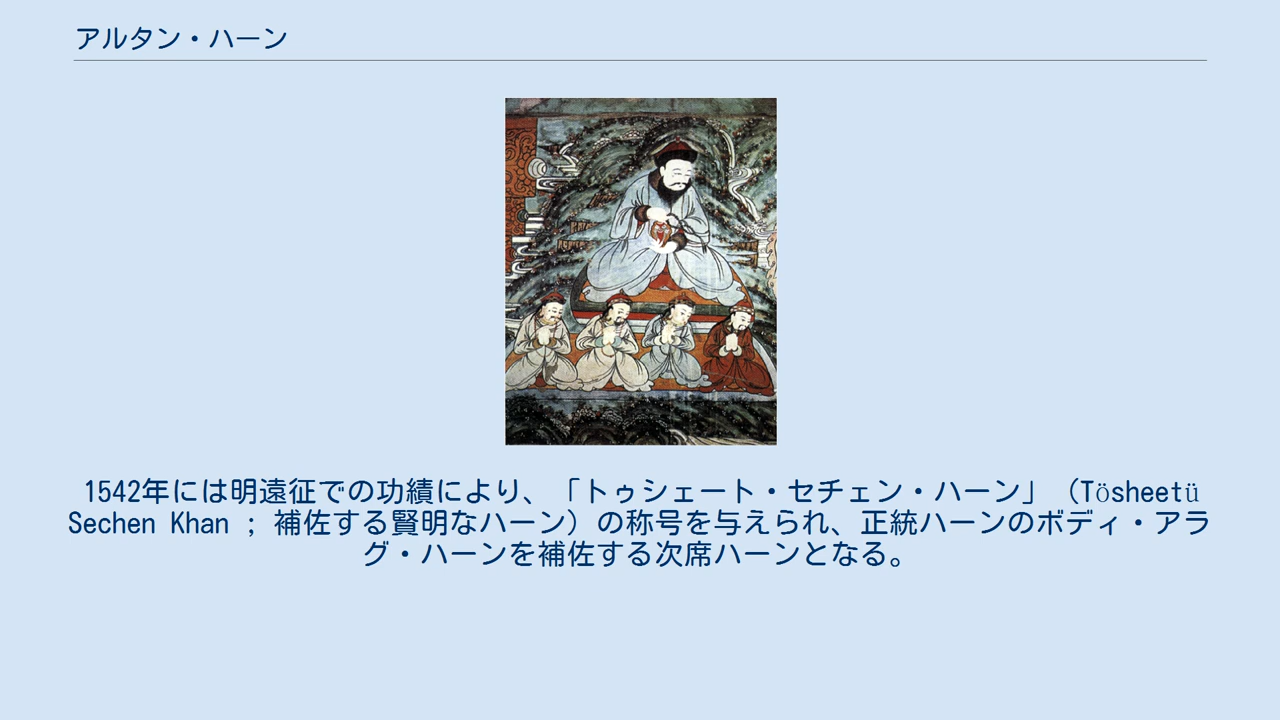 アルタン・ハーン
1542年には明遠征での功績により、「トゥシェート・セチェン・ハーン」（Tösheetü
Sechen Khan ; 補佐する賢明なハーン）の称号を与えられ、正統ハーンのボディ・アラ
グ・ハーンを補佐する次席ハーンとなる。